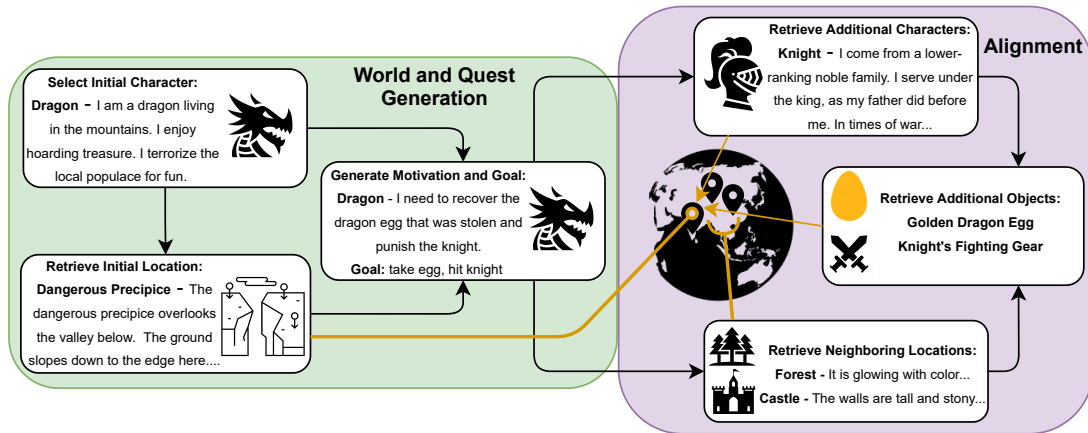 World and Quest
Generation
Select Initial Character:
Dragon - I am a dragon living
in the mountains. I enjoy
hoarding treasure. I terrorize the
local populace for fun.
Retrieve Initial Location:
Dangerous Precipice - The
dangerous precipice overlooks
the valley below. The ground
slopes down to the edge here....
Generate Motivation and Goal:
Dragon - I need to recover the
dragon egg that was stolen and
punish the knight.
Goal: take egg, hit knight
Alignment
Retrieve Additional Characters:
Knight - I come from a lower-
ranking noble family. I serve under
the king, as my father did before
me. In times of war...
Retrieve Additional Objects:
Golden Dragon Egg
Knight's Fighting Gear
Retrieve Neighboring Locations:
Forest - It is glowing with color...
Castle - The walls are tall and stony...